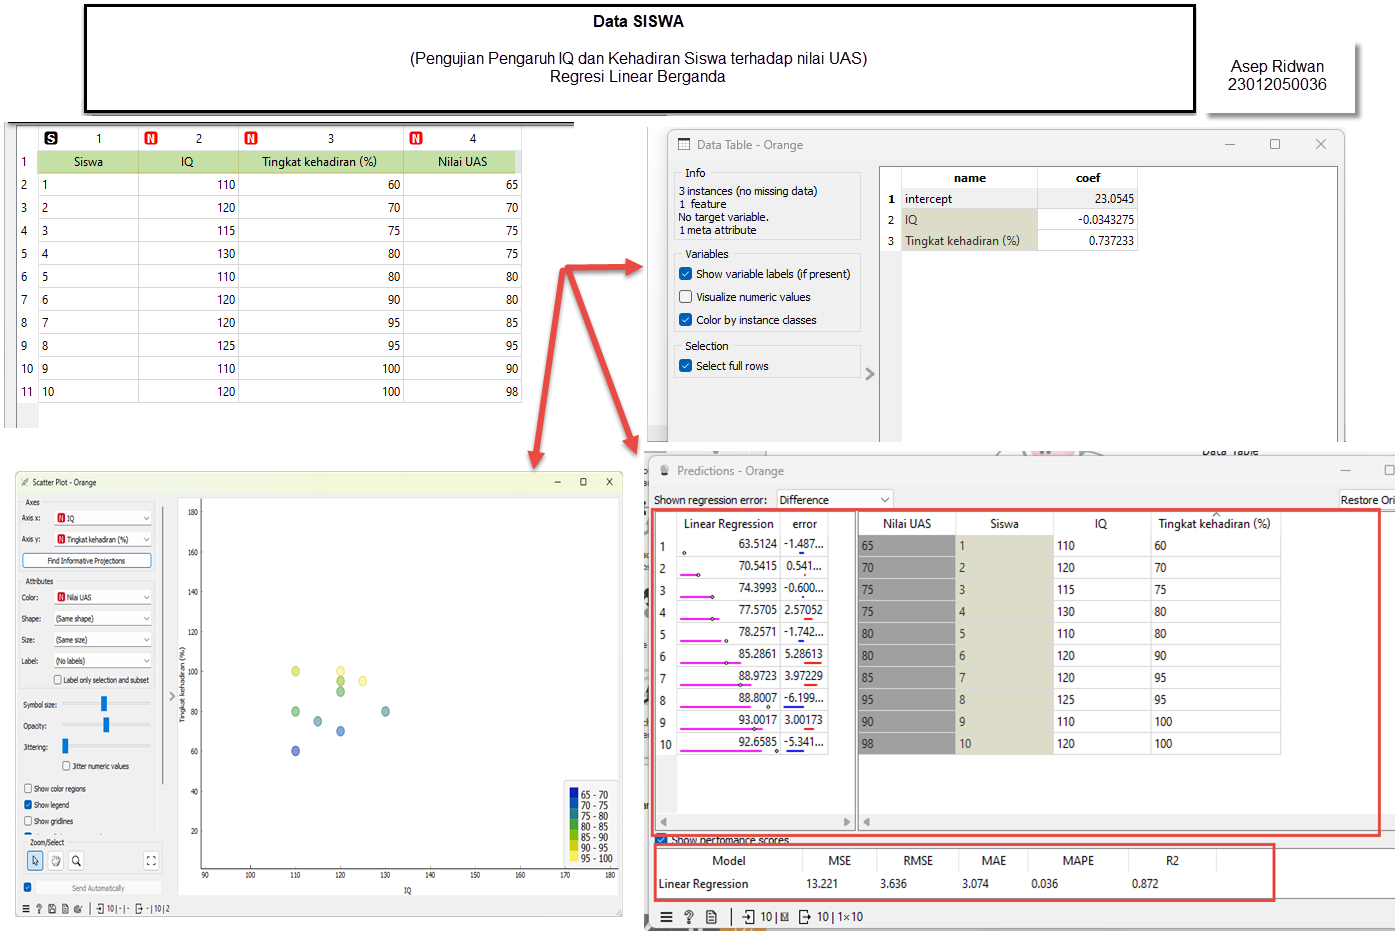 Data SISWA
(Pengujian Pengaruh IQ dan Kehadiran Siswa terhadap nilai UAS)
Regresi Linear Berganda
Asep Ridwan
23012050036
S 1 N 2 N 3 N 4
1 Siswa IQ Tingkat kehadiran (%) Nilai UAS
2 1 110 60 65
3 2 120 70 70
4 3 115 75 75
5 4 130 80 75
6 5 110 80 80
7 6 120 90 80
8 7 120 95 85
9 8 125 95 95
10 9 110 100 90
11 10 120 100 98
Data Table - Orange
Info
3 instances (no missing data)
1 feature
No target variable.
1 meta attribute
Variables
Show variable labels (if present)
Visualize numeric values
Color by instance classes
Selection
Select full rows
name coef
1 intercept 23.0545
2 IQ -0.0343275
3 Tingkat kehadiran (%) 0.737233
Scatter Plot - Orange
Axes
Axis x: N IQ
Axis y: N Tingkat kehadiran (%)
Find Informative Projections
Attributes
Color: N Nilai UAS
Shape: (Same shape)
Size: (Same size)
Label: (No labels)
Label only selection and subset
Symbol size:
Opacity:
Jittering:
Jitter numeric values
Show color regions
Show legend
Show gridlines
Zoom/Select
Send Automatically
10 | - | - - | 10 | 2
Tingkat kehadiran (%)
180
160
140
120
100
80
60
40
20
90 100 110 120 130 140 150 160 170 180
IQ
65 - 70
70 - 75
75 - 80
80 - 85
85 - 90
90 - 95
95 - 100
Data Table
Predictions - Orange
Shown regression error: Difference
Restore Ori
Linear Regression error Nilai UAS Siswa IQ Tingkat kehadiran (%)
1 63.5124 -1.487... 65 1 110 60
2 70.5415 0.541... 70 2 120 70
3 74.3993 -0.600... 75 3 115 75
4 77.5705 2.57052 75 4 130 80
5 78.2571 -1.742... 80 5 110 80
6 85.2861 5.28613 80 6 120 90
7 88.9723 3.97229 85 7 120 95
8 88.8007 -6.199... 95 8 125 95
9 93.0017 3.00173 90 9 110 100
10 92.6585 -5.341... 98 10 120 100
Show perfomance scores
Model MSE RMSE MAE MAPE R2
Linear Regression 13.221 3.636 3.074 0.036 0.872
10 | 10 | 1×10